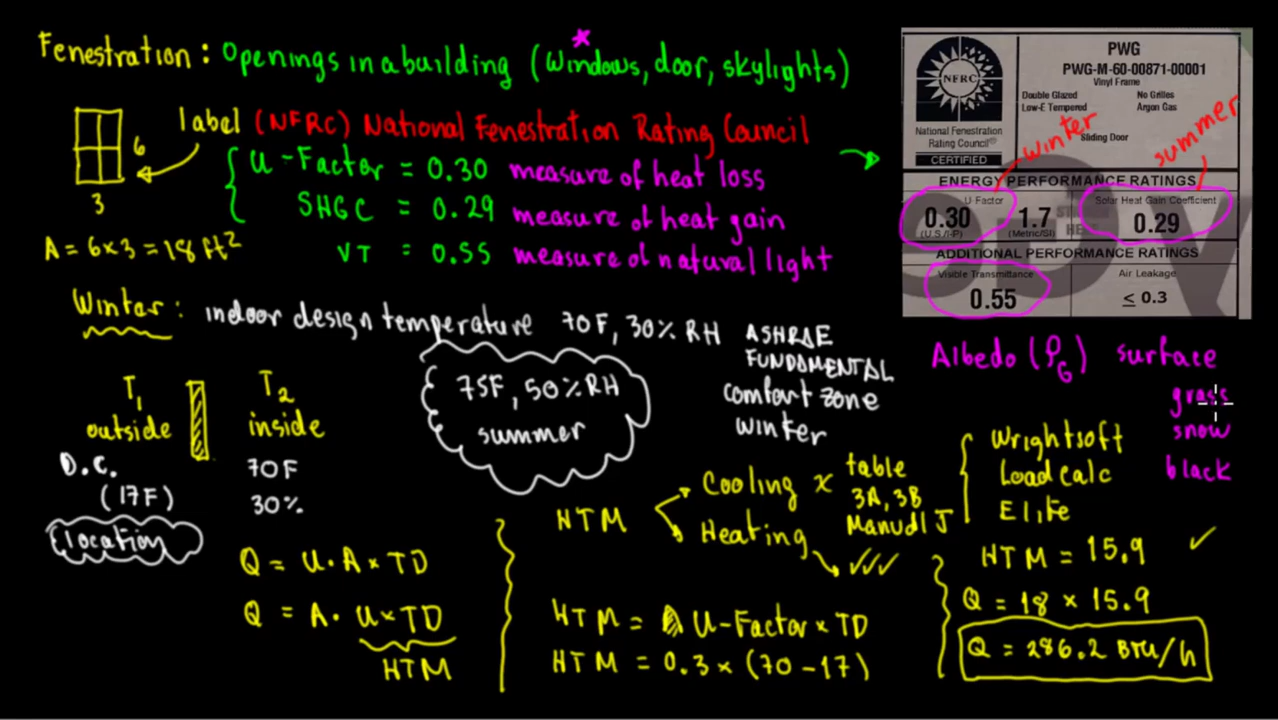 Fenestration: Openings in a building (windows, door, skylights)
label (NFRC) National Fenestration Rating Council
U-Factor = 0.30 measure of heat loss
SHGC = 0.29 measure of heat gain
VT = 0.55 measure of natural light
6
3
A = 6x3 = 18 ft²
NFRC
National Fenestration
Rating Council
CERTIFIED
PWG
PWG-M-60-00871-00001
Vinyl Frame
Double Glazed No Grilles
Low-E Tempered Argon Gas
Sliding Door
winter
summer
ENERGY PERFORMANCE RATINGS
U-Factor Solar Heat Gain Coefficient
0.30 1.7 0.29
(U.S./I-P) (Metric/SI)
ADDITIONAL PERFORMANCE RATINGS
Visible Transmittance Air Leakage
0.55 ≤ 0.3
Winter: indoor design temperature 70F, 30% RH
ASHRAE
FUNDAMENTAL
comfort zone
winter
75F, 50% RH
summer
Albedo (ρG) surface
grass
snow
black
T1 T2
outside inside
D.C. 70F
(17F) 30%
location
Q = U·A x TD
Q = A· U x TD
HTM
HTM
Cooling x table
3A, 3B
Manual J
Heating ✓✓✓
Wrightsoft
Load calc
Elite
HTM = U-Factor x TD
HTM = 0.3 x (70-17)
HTM = 15.9 ✓
Q = 18 x 15.9
Q = 286.2 BTU/h